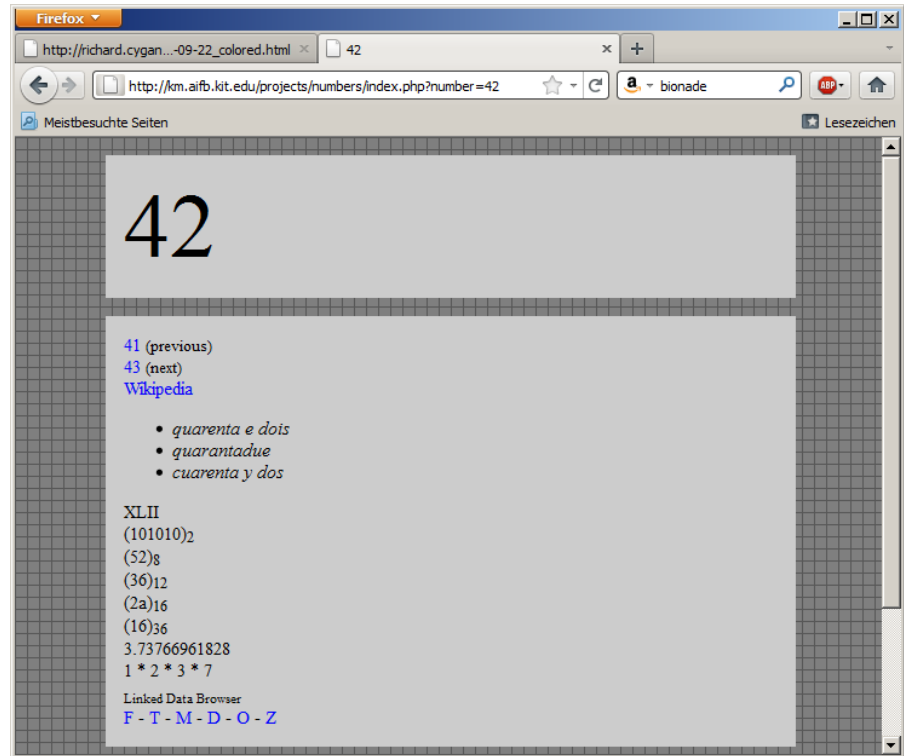 Firefox
http://richard.cygan...-09-22_colored.html 42
http://km.aifb.kit.edu/projects/numbers/index.php?number=42 a bionade ABP
Meistbesuchte Seiten Lesezeichen
42
41 (previous)
43 (next)
Wikipedia
• quarenta e dois
• quarantadue
• cuarenta y dos
XLII
(101010)2
(52)8
(36)12
(2a)16
(16)36
3.73766961828
1 * 2 * 3 * 7
Linked Data Browser
F - T - M - D - O - Z